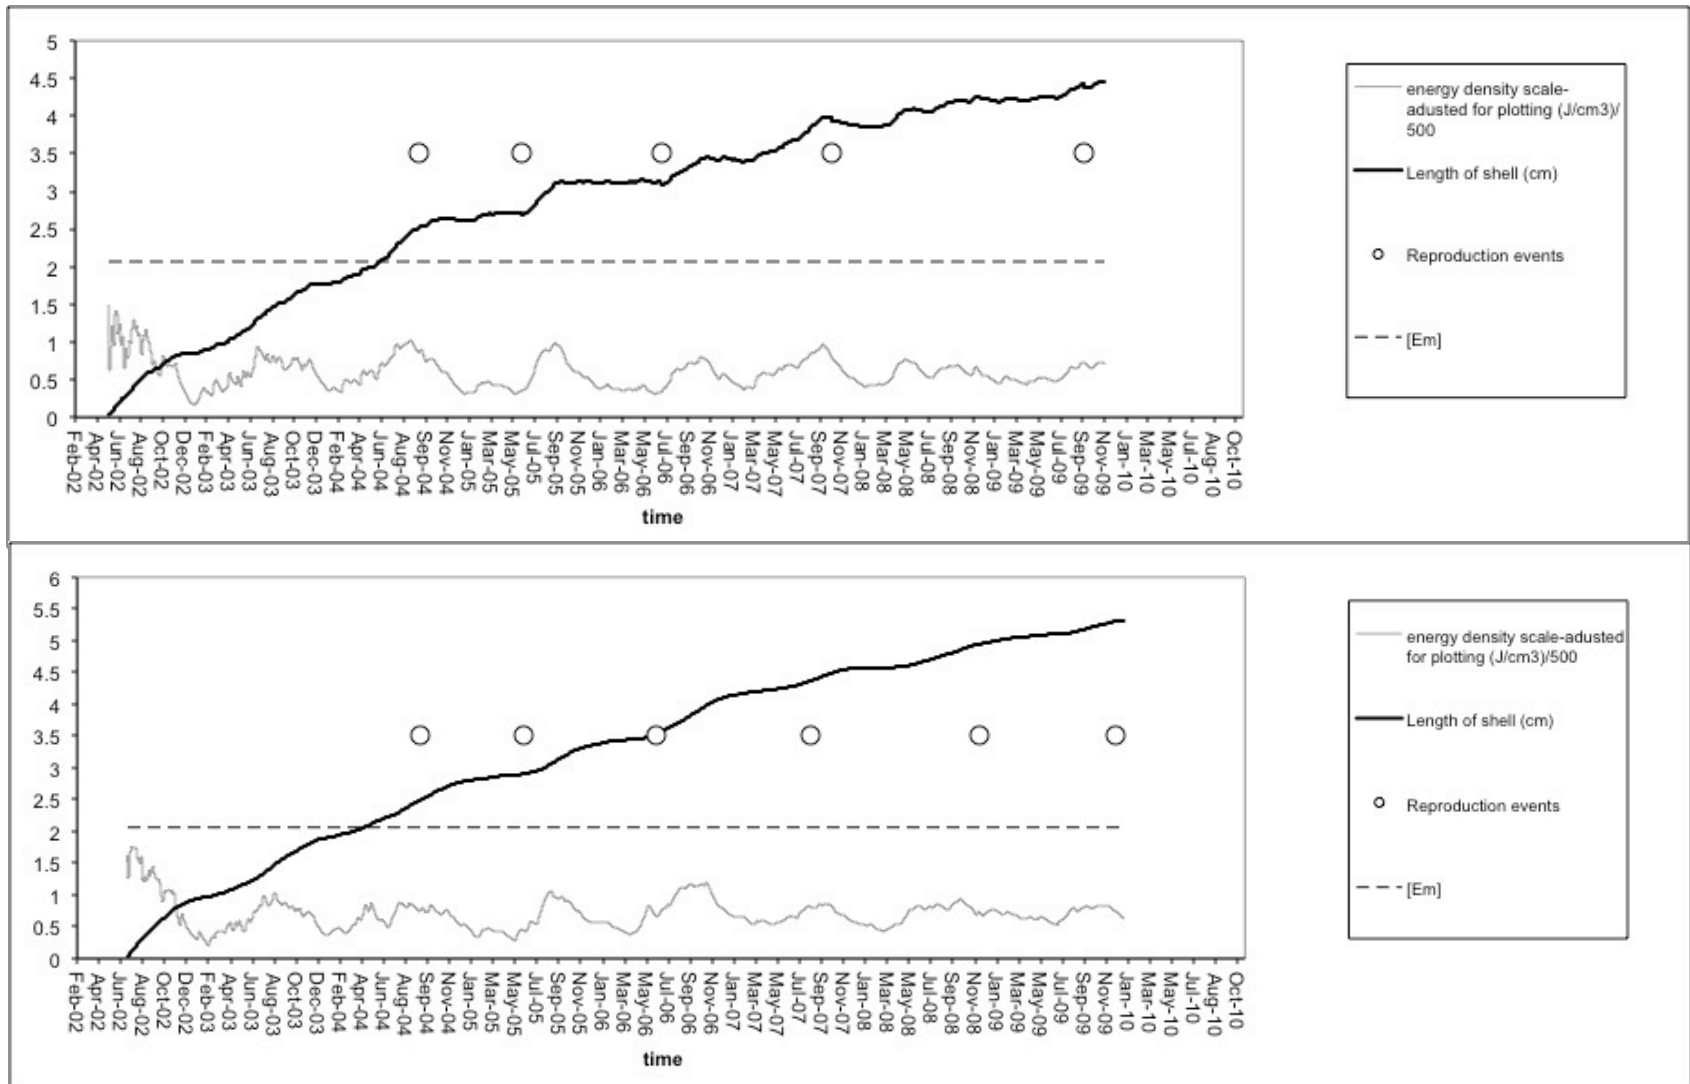 5
4.5
4
3.5
3
2.5
2
1.5
1
0.5
0
Feb-02
Apr-02
Jun-02
Aug-02
Oct-02
Dec-02
Feb-03
Apr-03
Jun-03
Aug-03
Oct-03
Dec-03
Feb-04
Apr-04
Jun-04
Aug-04
Sep-04
Nov-04
Jan-05
Mar-05
May-05
Jul-05
Sep-05
Nov-05
Jan-06
Mar-06
May-06
Jul-06
Sep-06
Nov-06
Jan-07
Mar-07
May-07
Jul-07
Sep-07
Nov-07
Jan-08
Mar-08
May-08
Jul-08
Sep-08
Nov-08
Jan-09
Mar-09
May-09
Jul-09
Sep-09
Nov-09
Jan-10
Mar-10
May-10
Jul-10
Aug-10
Oct-10
time
energy density scale-
adusted for plotting (J/cm3)/
500
Length of shell (cm)
Reproduction events
[Em]
6
5.5
5
4.5
4
3.5
3
2.5
2
1.5
1
0.5
0
Feb-02
Apr-02
Jun-02
Aug-02
Oct-02
Dec-02
Feb-03
Apr-03
Jun-03
Aug-03
Oct-03
Dec-03
Feb-04
Apr-04
Jun-04
Aug-04
Sep-04
Nov-04
Jan-05
Mar-05
May-05
Jul-05
Sep-05
Nov-05
Jan-06
Mar-06
May-06
Jul-06
Sep-06
Nov-06
Jan-07
Mar-07
May-07
Jul-07
Sep-07
Nov-07
Jan-08
Mar-08
May-08
Jul-08
Sep-08
Nov-08
Jan-09
Mar-09
May-09
Jul-09
Sep-09
Nov-09
Jan-10
Mar-10
May-10
Jul-10
Aug-10
Oct-10
time
energy density scale-adusted
for plotting (J/cm3)/500
Length of shell (cm)
Reproduction events
[Em]